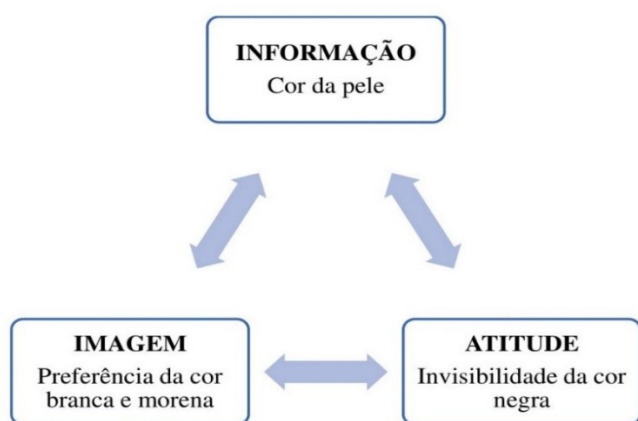 INFORMAÇÃO
Cor da pele
IMAGEM
Preferência da cor
branca e morena
ATITUDE
Invisibilidade da cor
negra